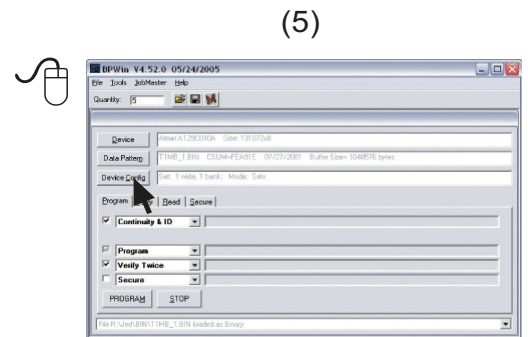 (5)
BPWin V4.52.0 05/24/2005
File Tools JobMaster Help
Quantity: 5
Device Atmel AT29C010A Size: 131072x8
Data Pattern T1MB_1.BIN CSUM=FEA91E 07/27/2001 Buffer Size= 1048576 bytes
Device Config Set: 1 wide, 1 bank; Mode: Sets
Program Read Secure
Continuity & ID
Program
Verify Twice
Secure
PROGRAM STOP
File R:\Jed\BIN\T1MB_1.BIN loaded as Binary